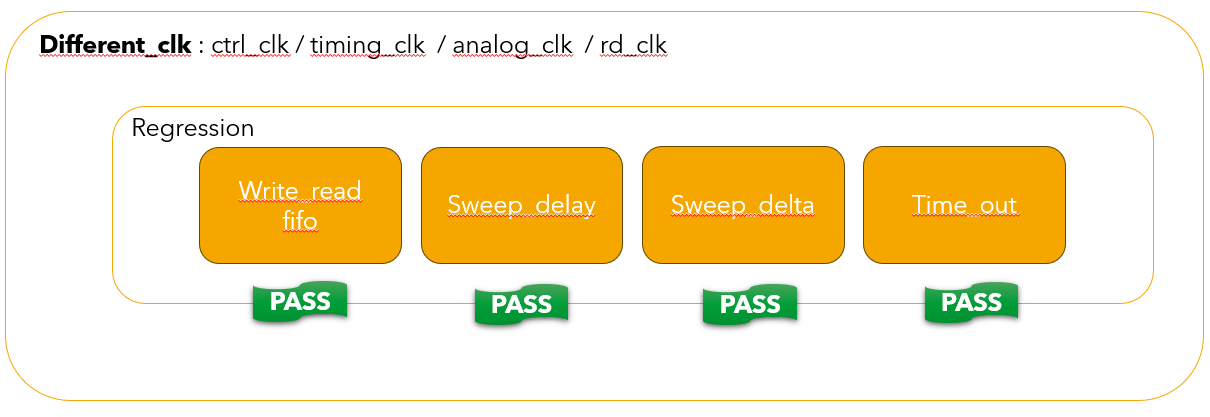 Different_clk : ctrl_clk / timing_clk / analog_clk / rd_clk
Regression
Write_read
fifo
Sweep_delay
Sweep_delta
Time_out
PASS
PASS
PASS
PASS